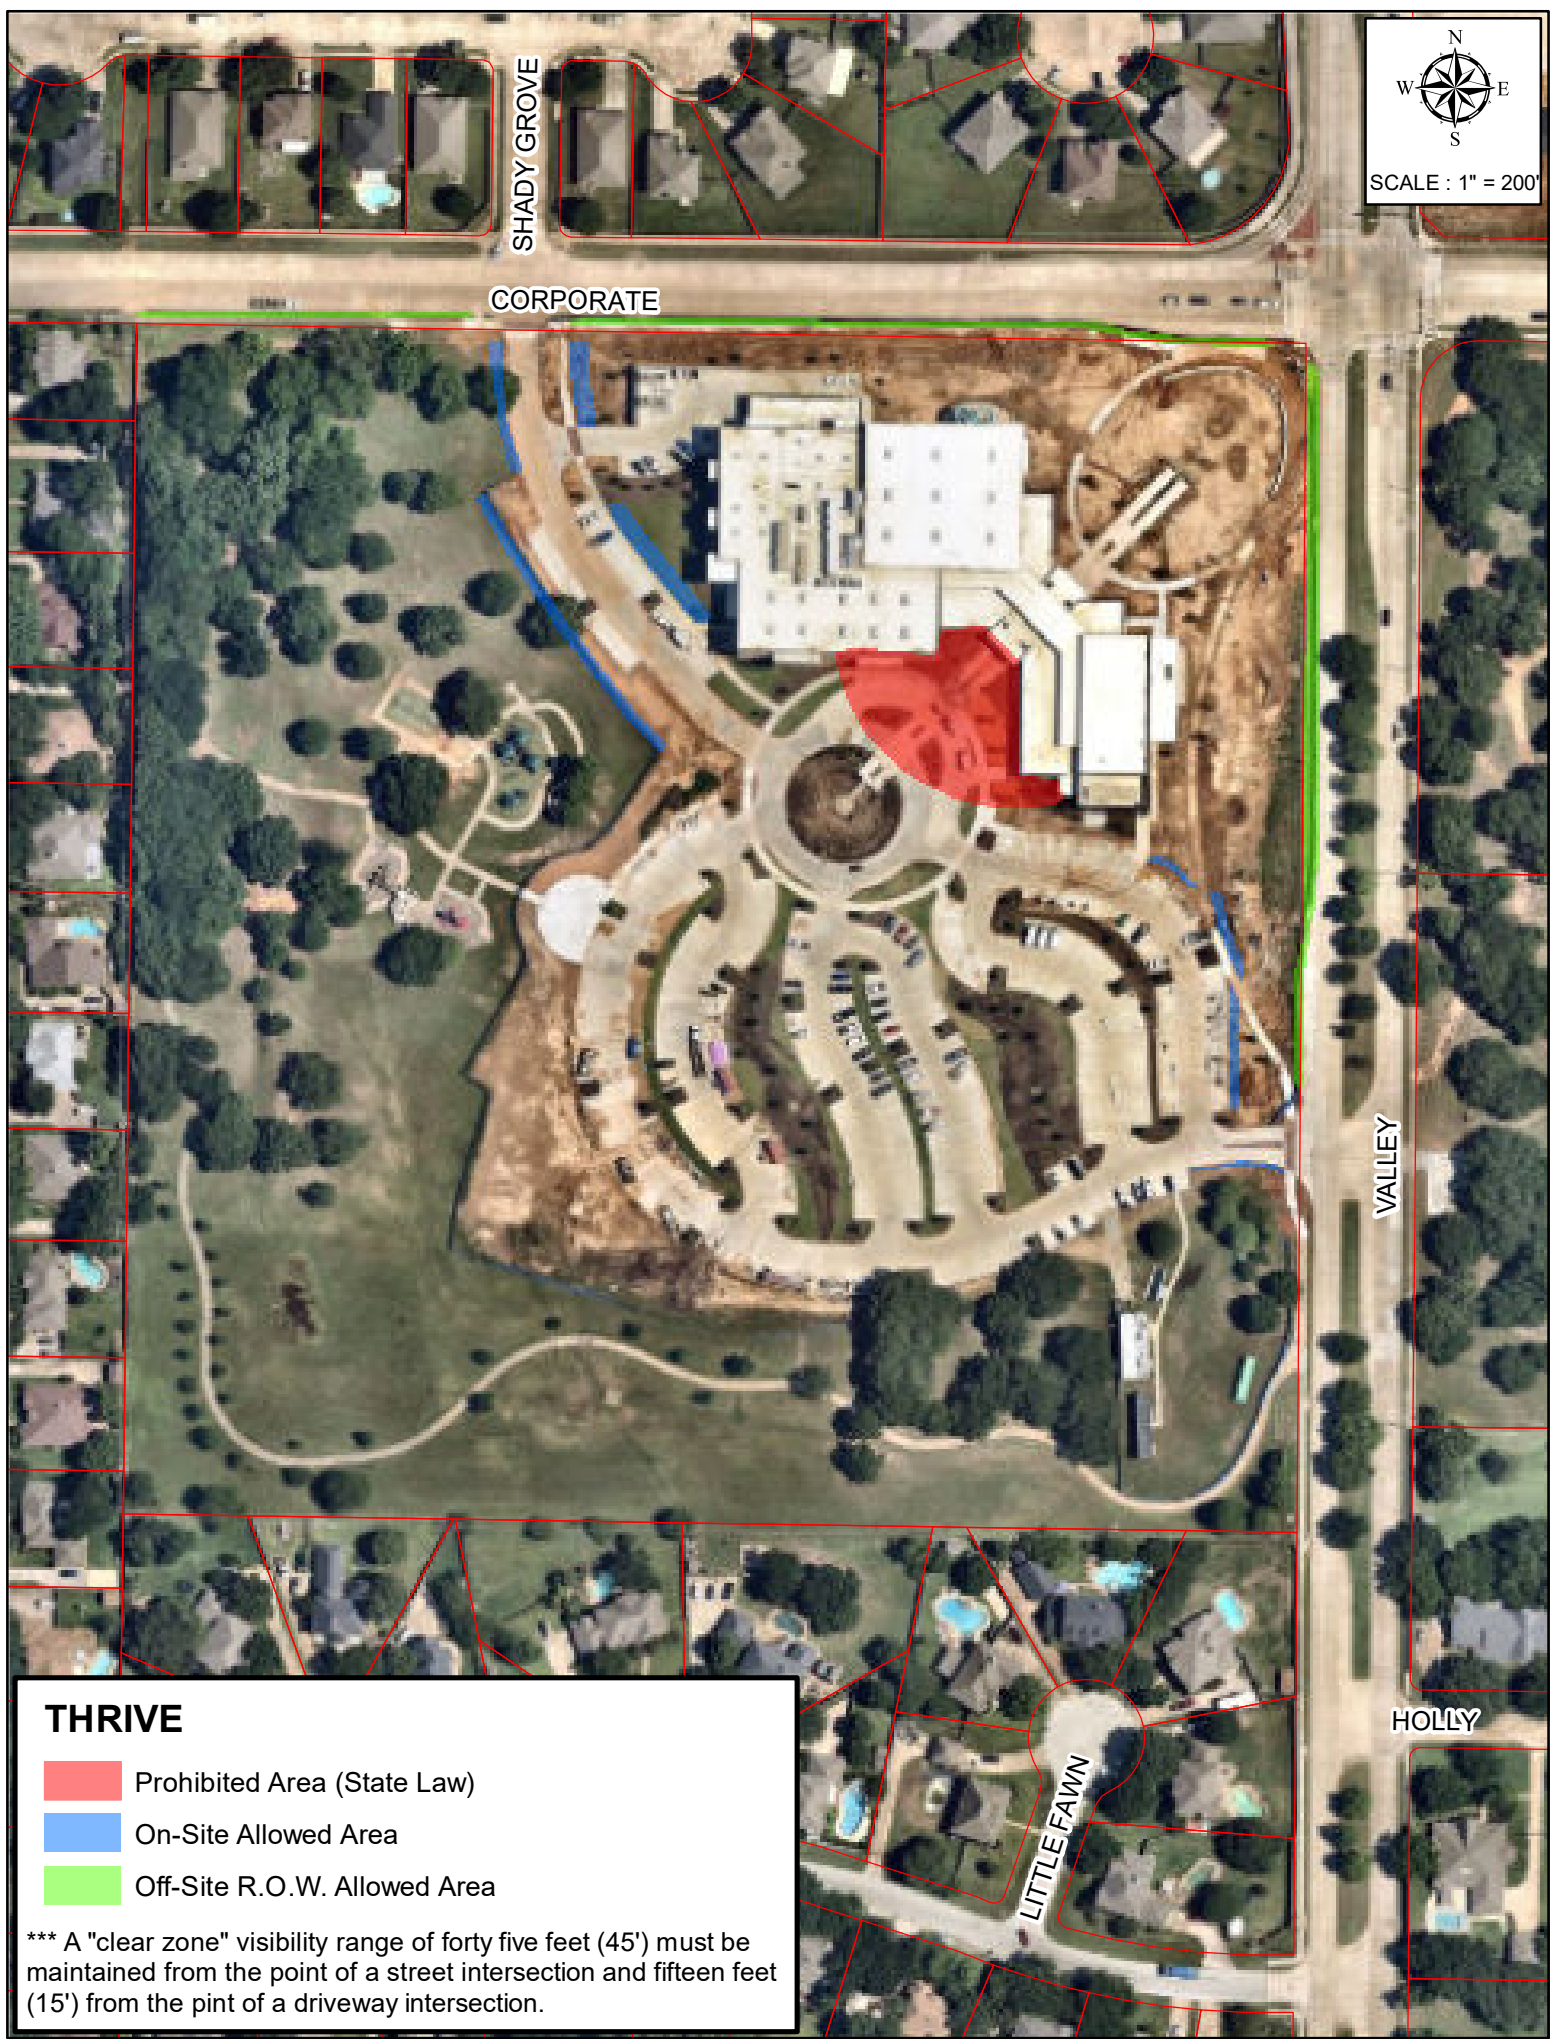 N
W E
S
SCALE : 1" = 200'
SHADY GROVE
CORPORATE
VALLEY
HOLLY
LITTLE FAWN
THRIVE
Prohibited Area (State Law)
On-Site Allowed Area
Off-Site R.O.W. Allowed Area
*** A "clear zone" visibility range of forty five feet (45') must be
maintained from the point of a street intersection and fifteen feet
(15') from the pint of a driveway intersection.